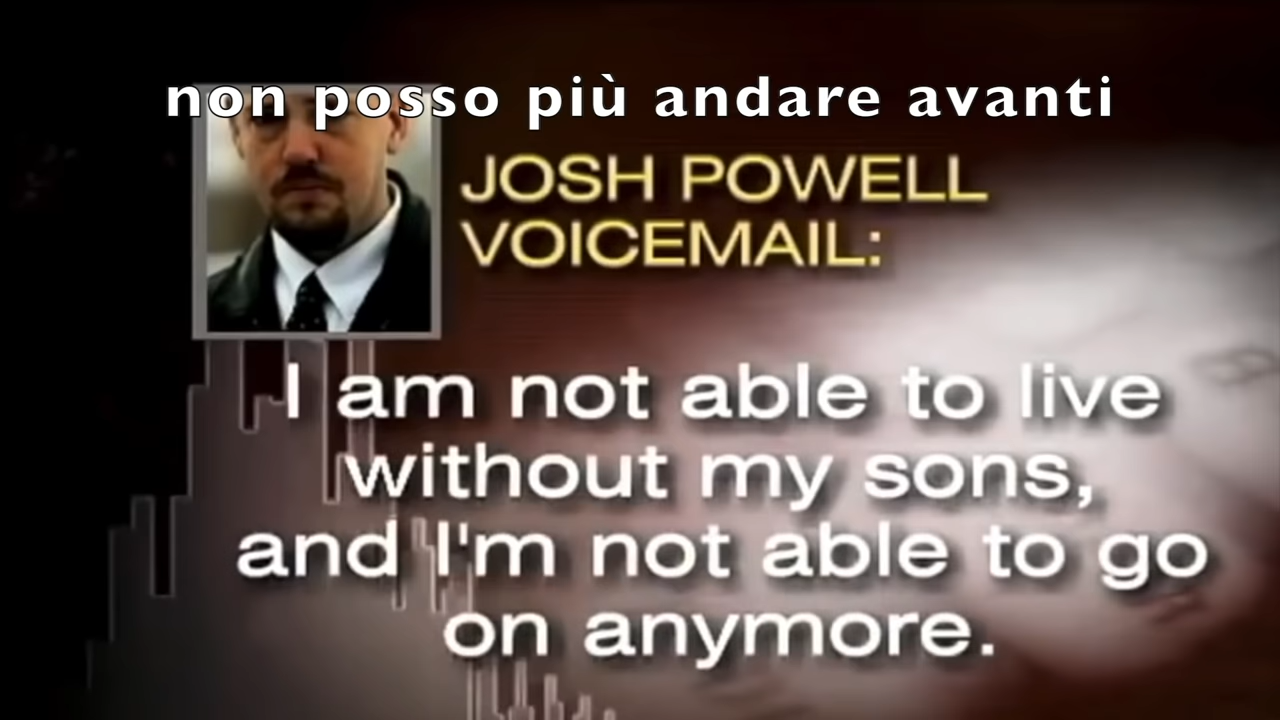 non posso più andare avanti
JOSH POWELL
VOICEMAIL:
I am not able to live
without my sons,
and I'm not able to go
on anymore.